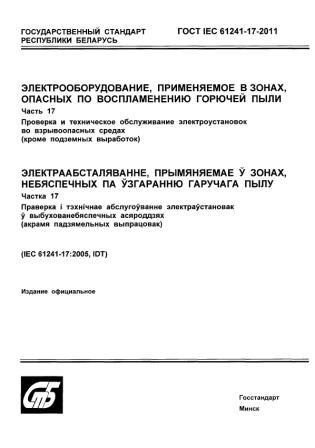 ГОСУДАРСТВЕННЫЙ СТАНДАРТ
РЕСПУБЛИКИ БЕЛАРУСЬ
ГОСТ IEC 61241-17-2011
ЭЛЕКТРООБОРУДОВАНИЕ, ПРИМЕНЯЕМОЕ В ЗОНАХ,
ОПАСНЫХ ПО ВОСПЛАМЕНЕНИЮ ГОРЮЧЕЙ ПЫЛИ
Часть 17
Проверка и техническое обслуживание электроустановок
во взрывоопасных средах
(кроме подземных выработок)
ЭЛЕКТРААБСТАЛЯВАННЕ, ПРЫМЯНЯЕМАЕ Ў ЗОНАХ,
НЕБЯСПЕЧНЫХ ПА ЎЗГАРАННЮ ГАРУЧАГА ПЫЛУ
Частка 17
Праверка і тэхнічнае абслугоўванне электраўстановак
ў выбухованебяспечных асяроддзях
(акрамя падзямельных выпрацовак)
(IEC 61241-17:2005, IDT)
Издание официальное
СТБ
Госстандарт
Минск